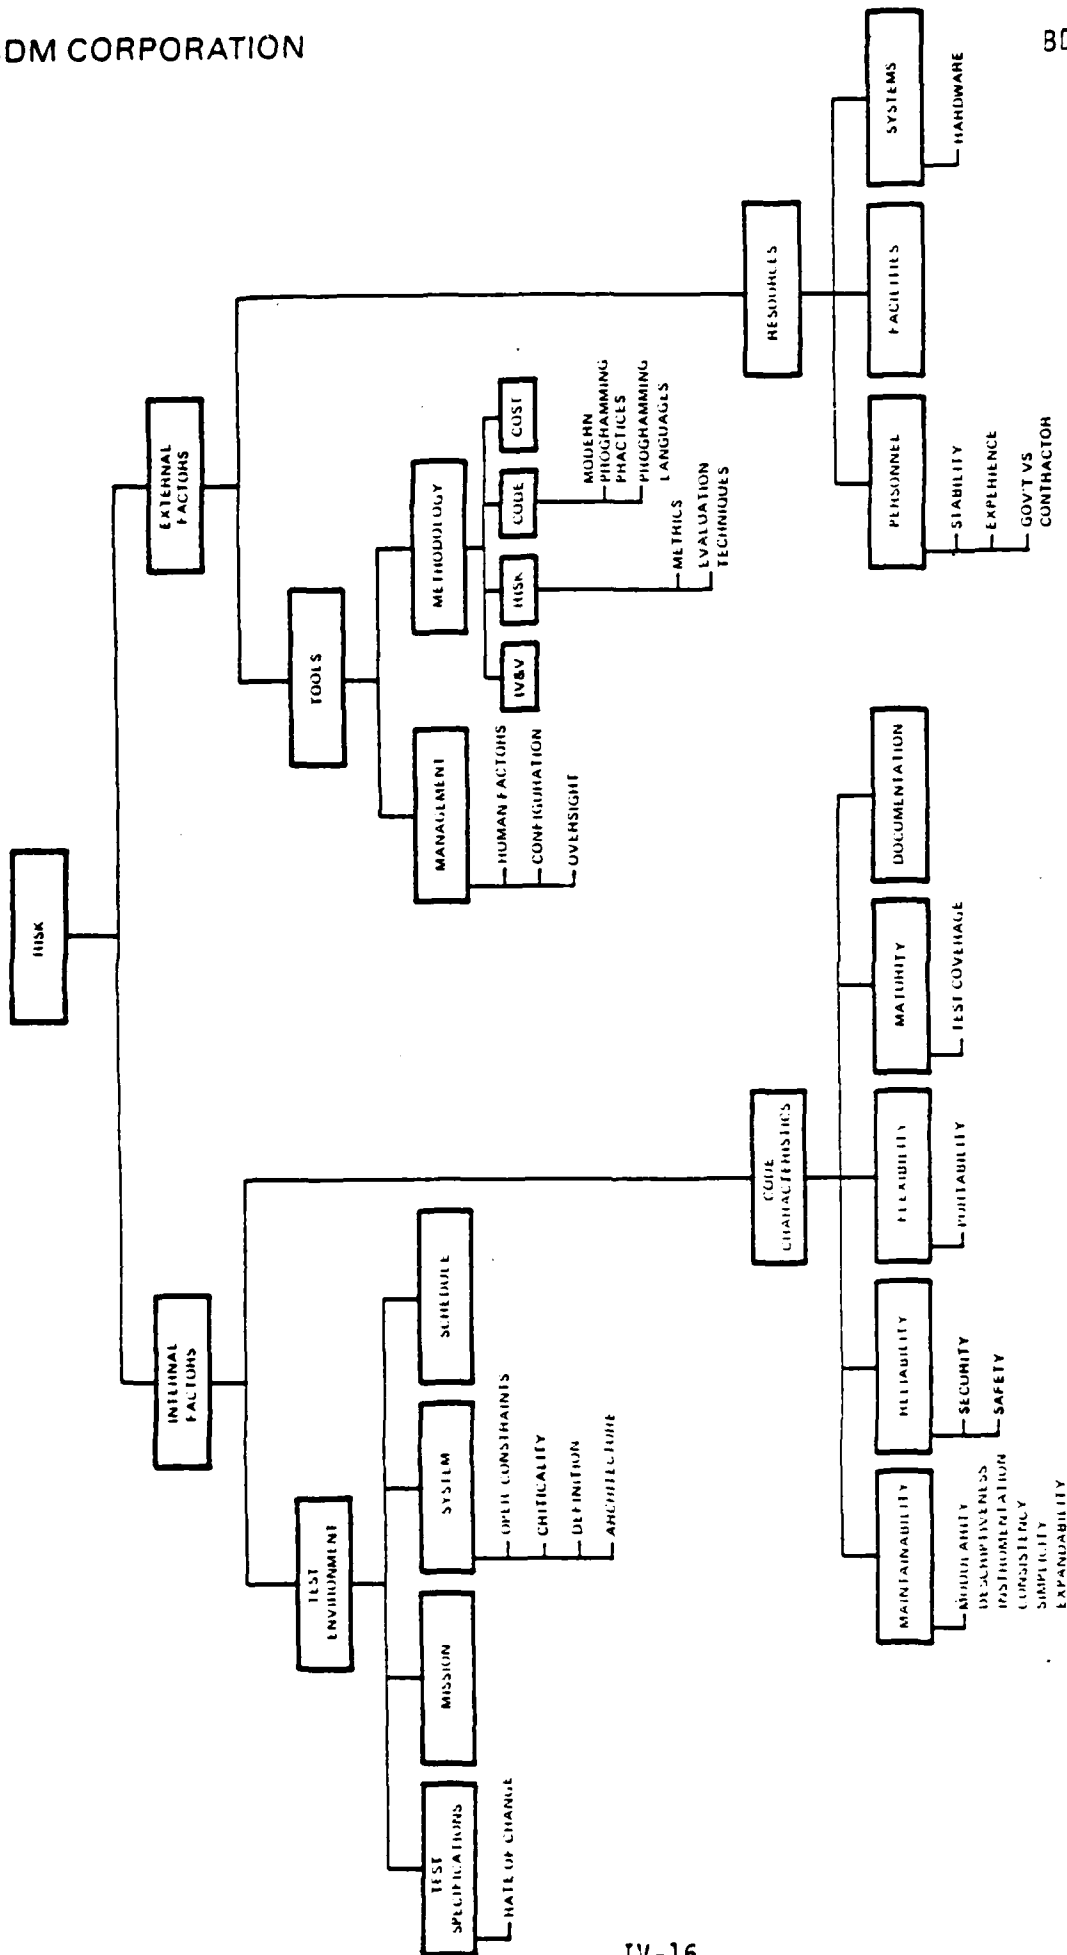 DM CORPORATION
BD
RISK
INTERNAL
FACTORS
EXTERNAL
FACTORS
TEST
ENVIRONMENT
TOOLS
TEST
SPECIFICATIONS
RATE OF CHANGE
MISSION
SYSTEM
OPER CONSTRAINTS
CRITICALITY
DEFINITION
ARCHITECTURE
SCHEDULE
MANAGEMENT
HUMAN FACTORS
CONFIGURATION
OVERSIGHT
METHODOLOGY
IV&V
RISK
METRICS
EVALUATION
TECHNIQUES
CODE
MODERN
PROGRAMMING
PRACTICES
PROGRAMMING
LANGUAGES
COST
CODE
CHARACTERISTICS
RESOURCES
MAINTAINABILITY
MODULARITY
DESCRIPTIVENESS
INSTRUMENTATION
CONSISTENCY
SIMPLICITY
EXPANDABILITY
RELIABILITY
SECURITY
SAFETY
FLEXIBILITY
PORTABILITY
MATURITY
TEST COVERAGE
DOCUMENTATION
PERSONNEL
STABILITY
EXPERIENCE
GOV'T VS
CONTRACTOR
FACILITIES
SYSTEMS
HARDWARE
IV-16